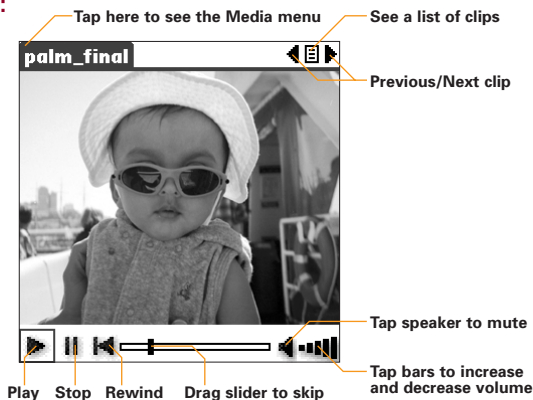 :
Tap here to see the Media menu
See a list of clips
palm_final
Previous/Next clip
Tap speaker to mute
Tap bars to increase
and decrease volume
Play Stop Rewind Drag slider to skip